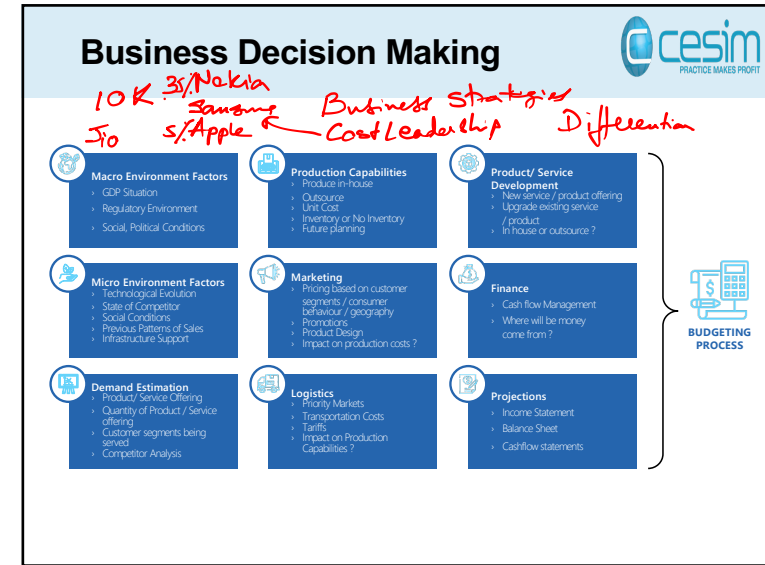 Business Decision Making
cesim
PRACTICE MAKES PROFIT
10K 35% Nokia
Samsung Business Strategies
Jio 5% Apple Cost Leadership Differention
Macro Environment Factors
› GDP Situation
› Regulatory Environment
› Social, Political Conditions
Production Capabilities
› Produce in-house
› Outsource
› Unit Cost
› Inventory or No Inventory
› Future planning
Product/ Service
Development
› New service / product offering
› Upgrade existing service
/ product
› In house or outsource ?
Micro Environment Factors
› Technological Evolution
› State of Competitor
› Social Conditions
› Previous Patterns of Sales
› Infrastructure Support
Marketing
› Pricing based on customer
segments / consumer
behaviour / geography
› Promotions
› Product Design
› Impact on production costs ?
Finance
› Cash flow Management
› Where will be money
come from ?
Demand Estimation
› Product/ Service Offering
› Quantity of Product / Service
offering
› Customer segments being
served
› Competitor Analysis
Logistics
› Priority Markets
› Transportation Costs
› Tariffs
› Impact on Production
Capabilities ?
Projections
› Income Statement
› Balance Sheet
› Cashflow statements
BUDGETING
PROCESS